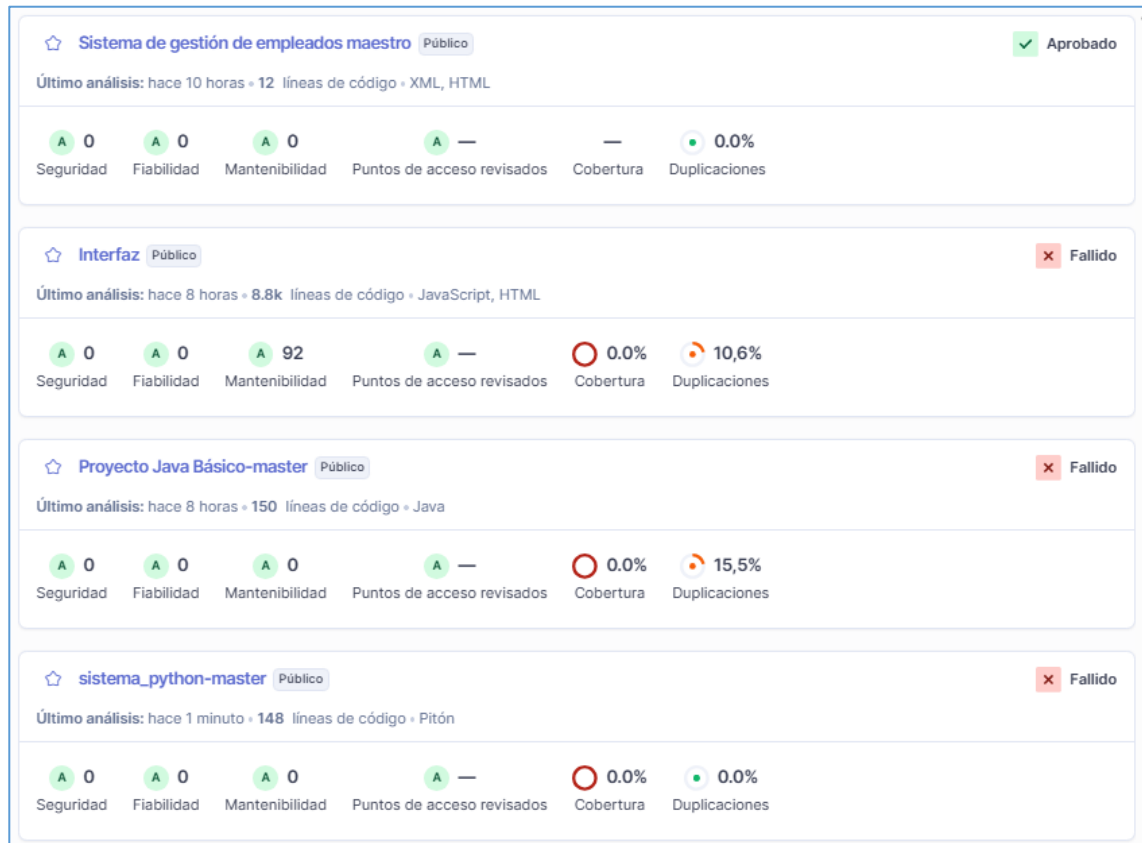 Sistema de gestión de empleados maestro Público Aprobado
Último análisis: hace 10 horas • 12 líneas de código • XML, HTML
A 0 A 0 A 0 A — — 0.0%
Seguridad Fiabilidad Mantenibilidad Puntos de acceso revisados Cobertura Duplicaciones
Interfaz Público Fallido
Último análisis: hace 8 horas • 8.8k líneas de código • JavaScript, HTML
A 0 A 0 A 92 A — 0.0% 10,6%
Seguridad Fiabilidad Mantenibilidad Puntos de acceso revisados Cobertura Duplicaciones
Proyecto Java Básico-master Público Fallido
Último análisis: hace 8 horas • 150 líneas de código • Java
A 0 A 0 A 0 A — 0.0% 15,5%
Seguridad Fiabilidad Mantenibilidad Puntos de acceso revisados Cobertura Duplicaciones
sistema_python-master Público Fallido
Último análisis: hace 1 minuto • 148 líneas de código • Pitón
A 0 A 0 A 0 A — 0.0% 0.0%
Seguridad Fiabilidad Mantenibilidad Puntos de acceso revisados Cobertura Duplicaciones